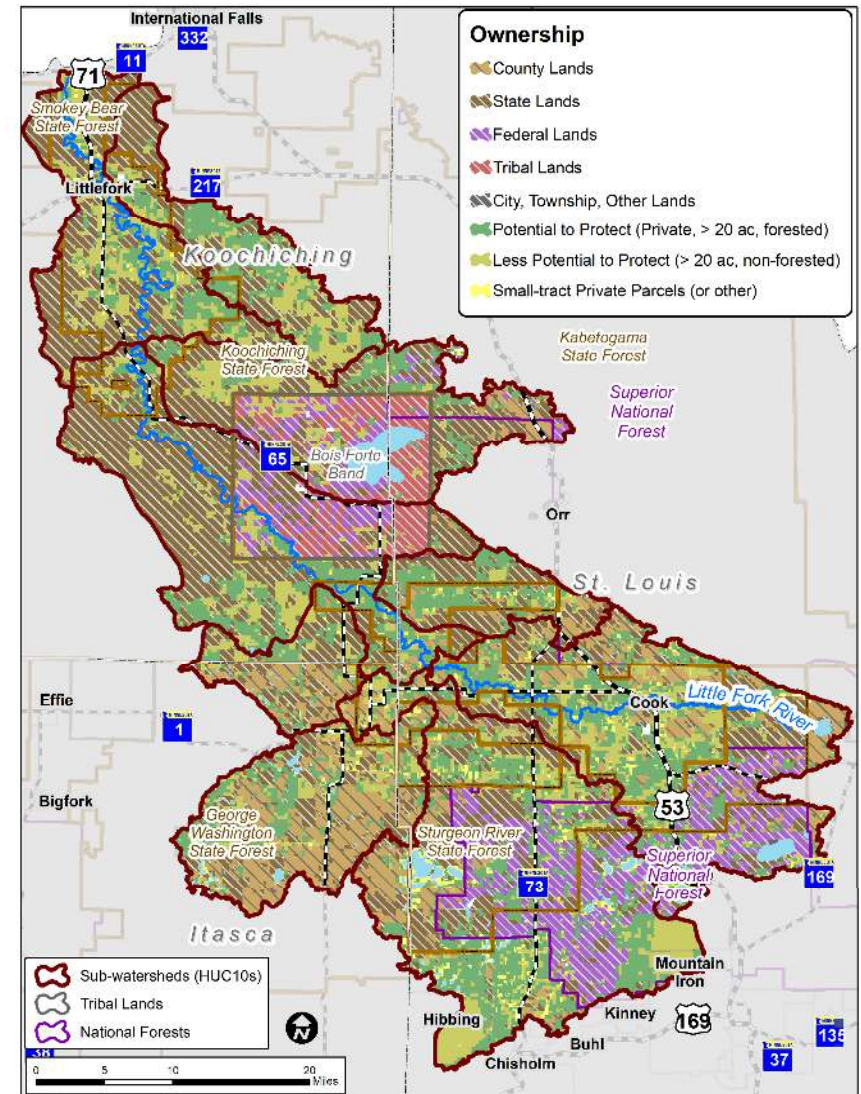 International Falls
332
11
71
Smokey Bear
State Forest
Littlefork
217
Koochiching
Koochiching
State Forest
Kabetogama
State Forest
Superior
National
Forest
65
Bois Forte
Band
Orr
St. Louis
Effie
1
Cook
Little Fork River
Bigfork
53
George
Washington
State Forest
Sturgeon River
State Forest
Superior
National
Forest
73
169
Itasca
Mountain
Iron
Hibbing
Kinney
169
Buhl
Chisholm
135
37
38
Ownership
County Lands
State Lands
Federal Lands
Tribal Lands
City, Township, Other Lands
Potential to Protect (Private, > 20 ac, forested)
Less Potential to Protect (> 20 ac, non-forested)
Small-tract Private Parcels (or other)
Sub-watersheds (HUC10s)
Tribal Lands
National Forests
N
0 5 10 20
Miles